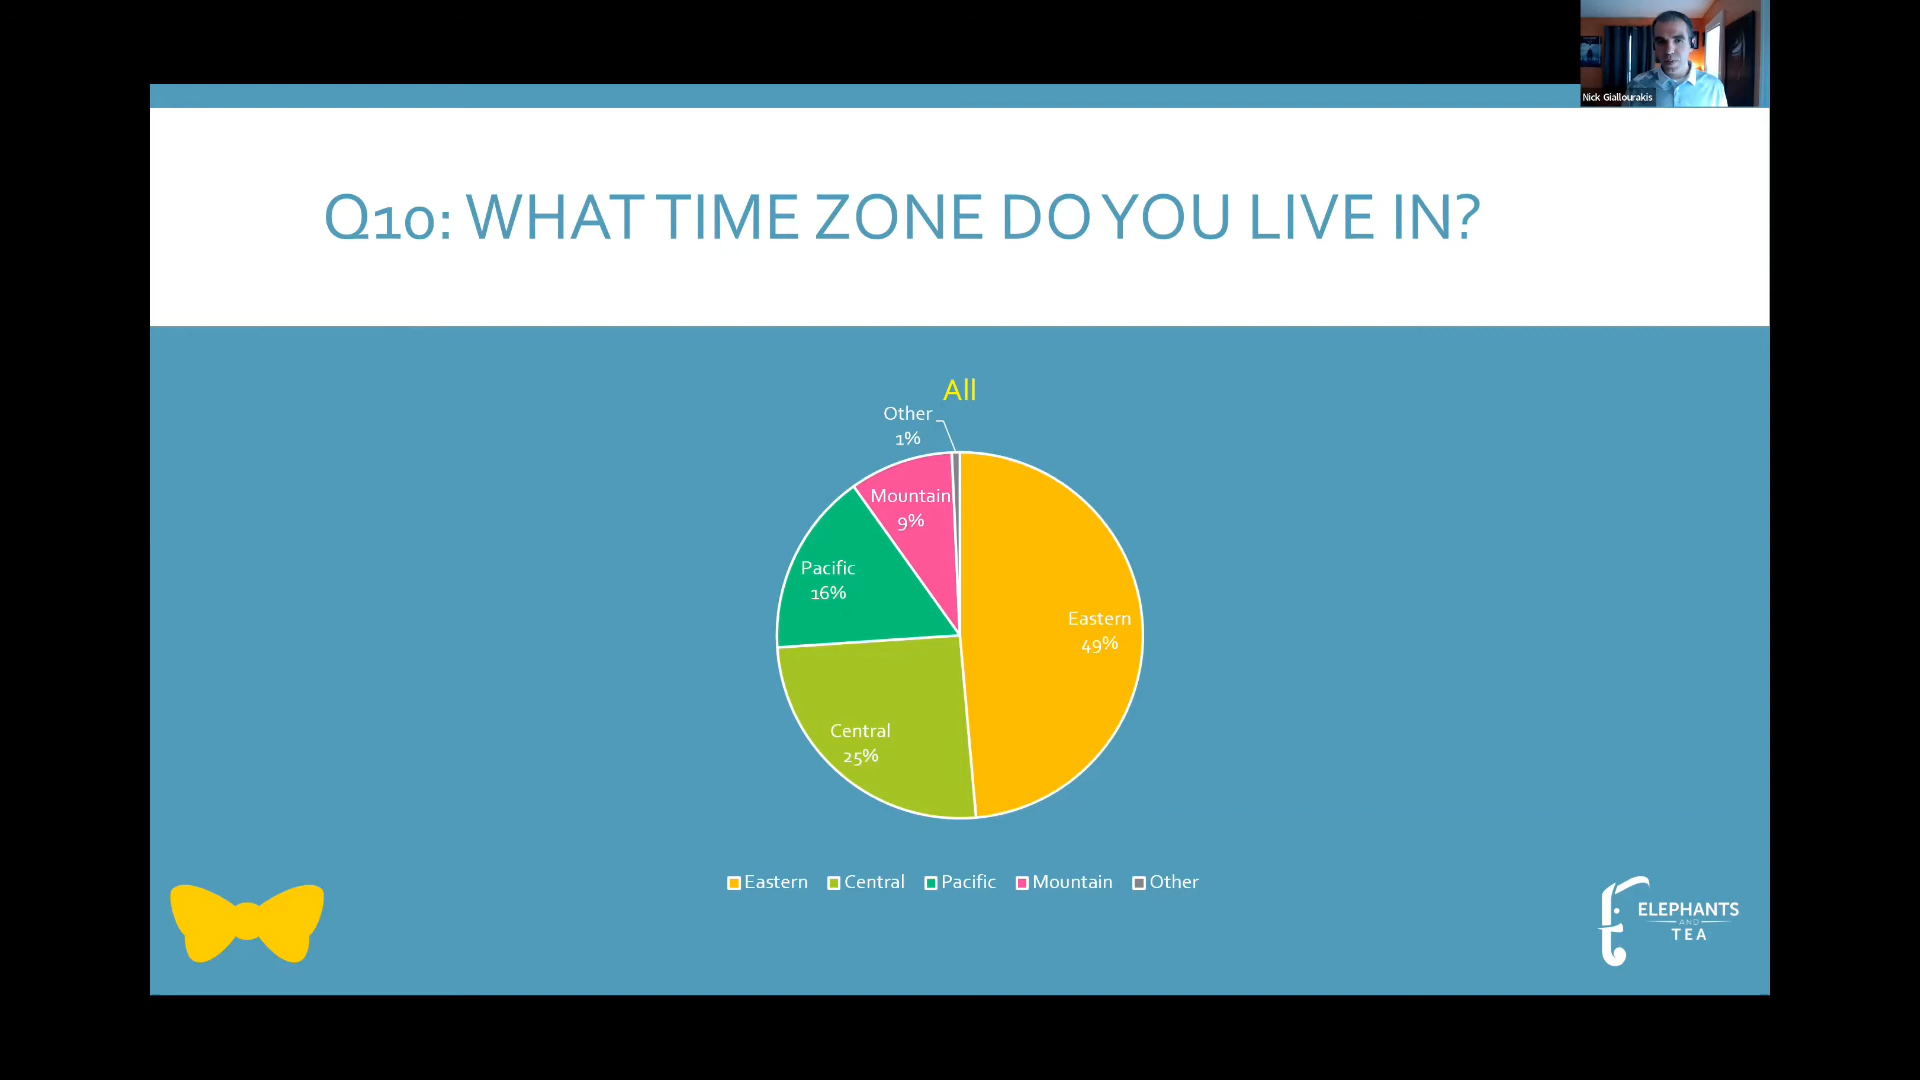 Nick Giallourakis
Q10: WHAT TIME ZONE DO YOU LIVE IN?
All
Other
1%
Mountain
9%
Pacific
16%
Eastern
49%
Central
25%
Eastern
Central
Pacific
Mountain
Other
ELEPHANTS
AND
TEA